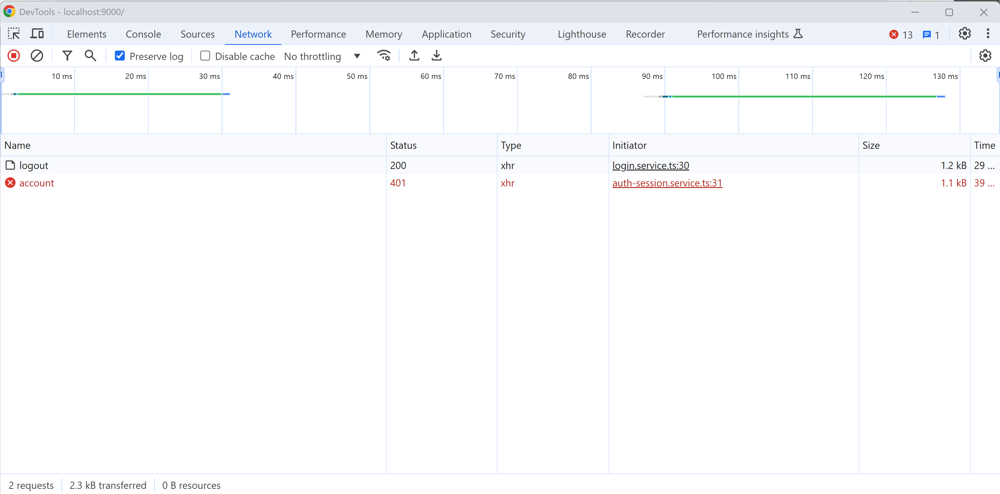 DevTools - localhost:9000/
Elements Console Sources Network Performance Memory Application Security Lighthouse Recorder Performance insights 13 1
Preserve log Disable cache No throttling
10 ms 20 ms 30 ms 40 ms 50 ms 60 ms 70 ms 80 ms 90 ms 100 ms 110 ms 120 ms 130 ms
Name Status Type Initiator Size Time
logout 200 xhr login.service.ts:30 1.2 kB 29 ...
account 401 xhr auth-session.service.ts:31 1.1 kB 39 ...
2 requests 2.3 kB transferred 0 B resources